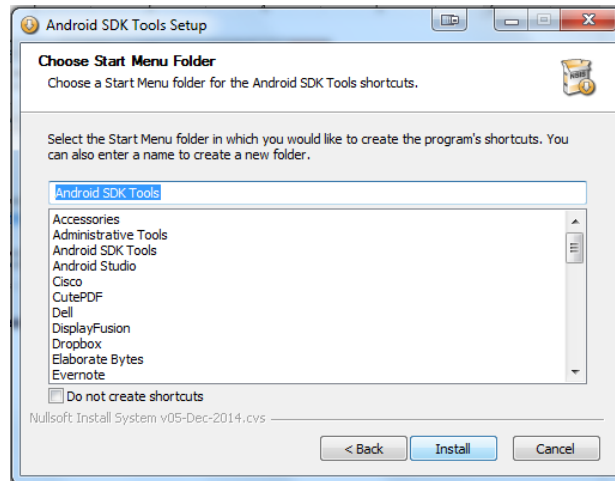 Android SDK Tools Setup
Choose Start Menu Folder
Choose a Start Menu folder for the Android SDK Tools shortcuts.
NSIS
Select the Start Menu folder in which you would like to create the program's shortcuts. You
can also enter a name to create a new folder.
Android SDK Tools
Accessories
Administrative Tools
Android SDK Tools
Android Studio
Cisco
CutePDF
Dell
DisplayFusion
Dropbox
Elaborate Bytes
Evernote
Do not create shortcuts
Nullsoft Install System v05-Dec-2014.cvs
< Back
Install
Cancel